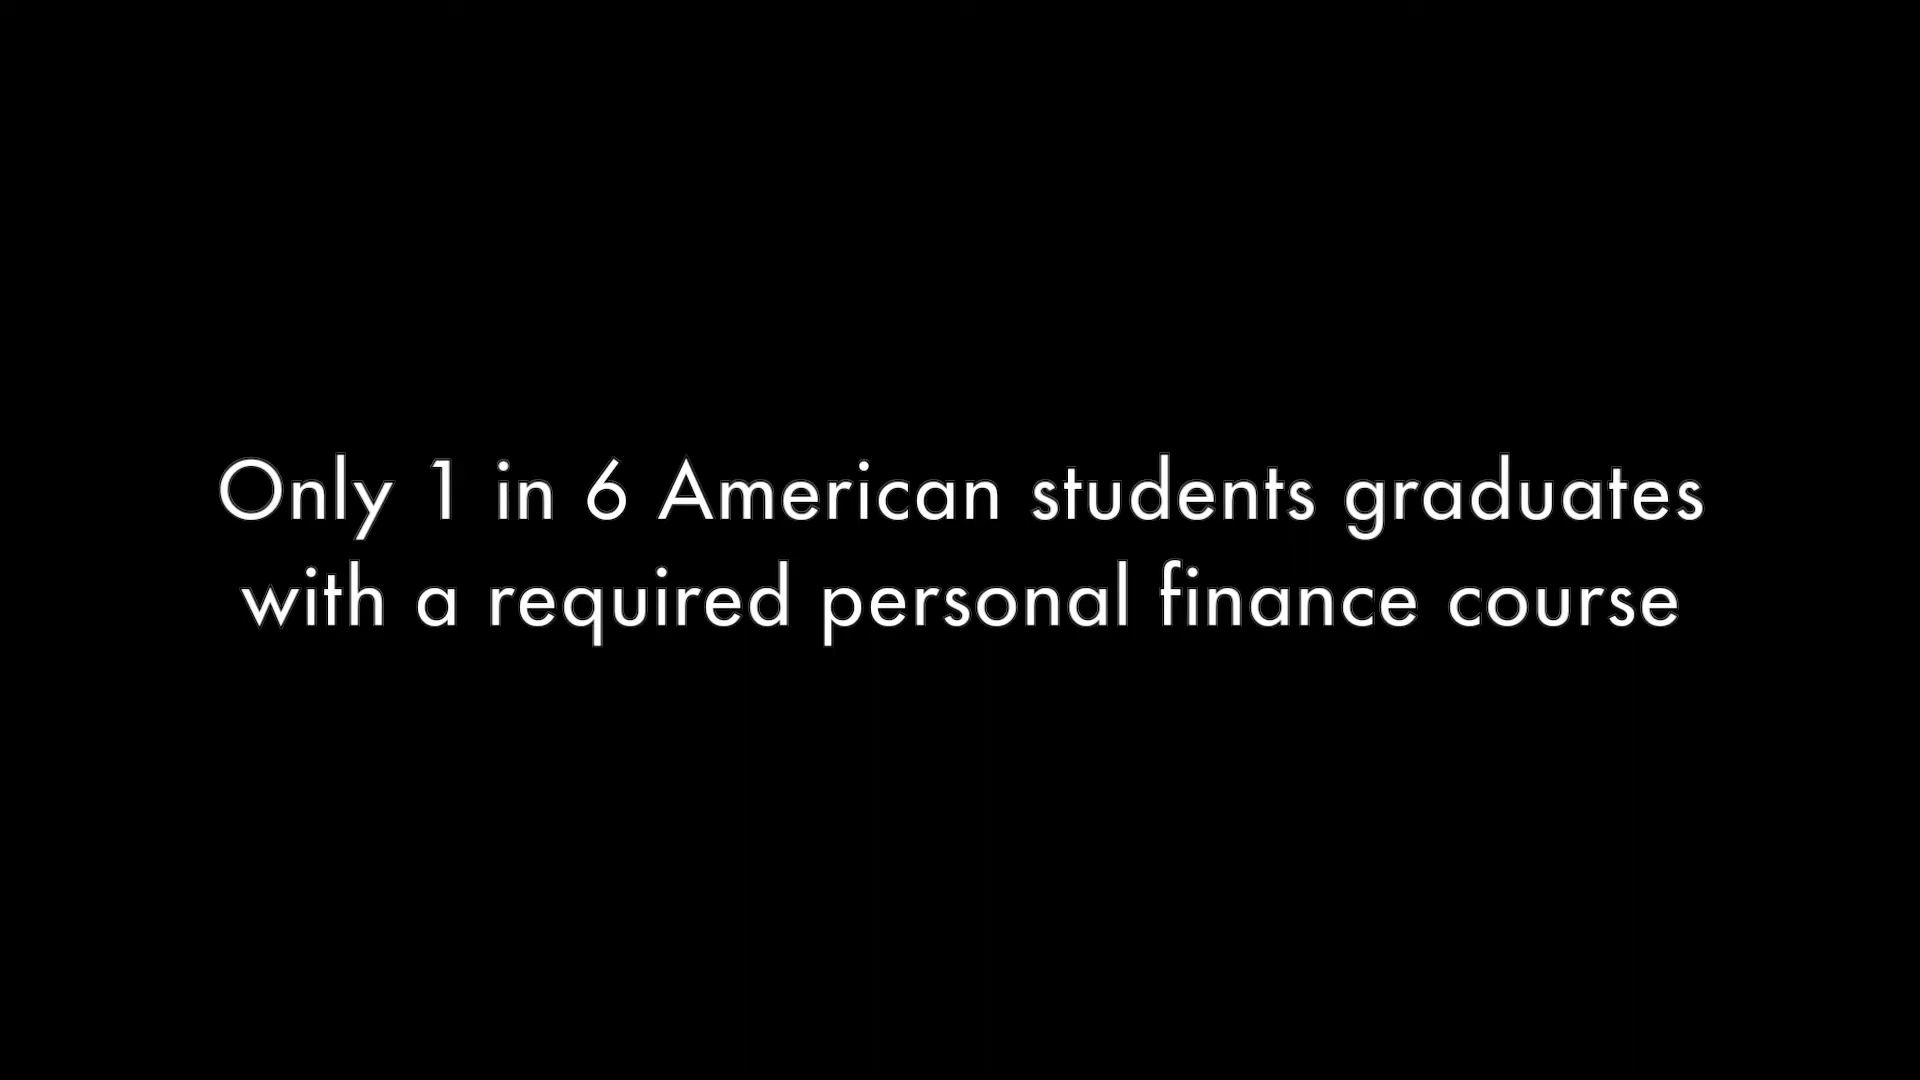 Only 1 in 6 American students graduates
with a required personal finance course